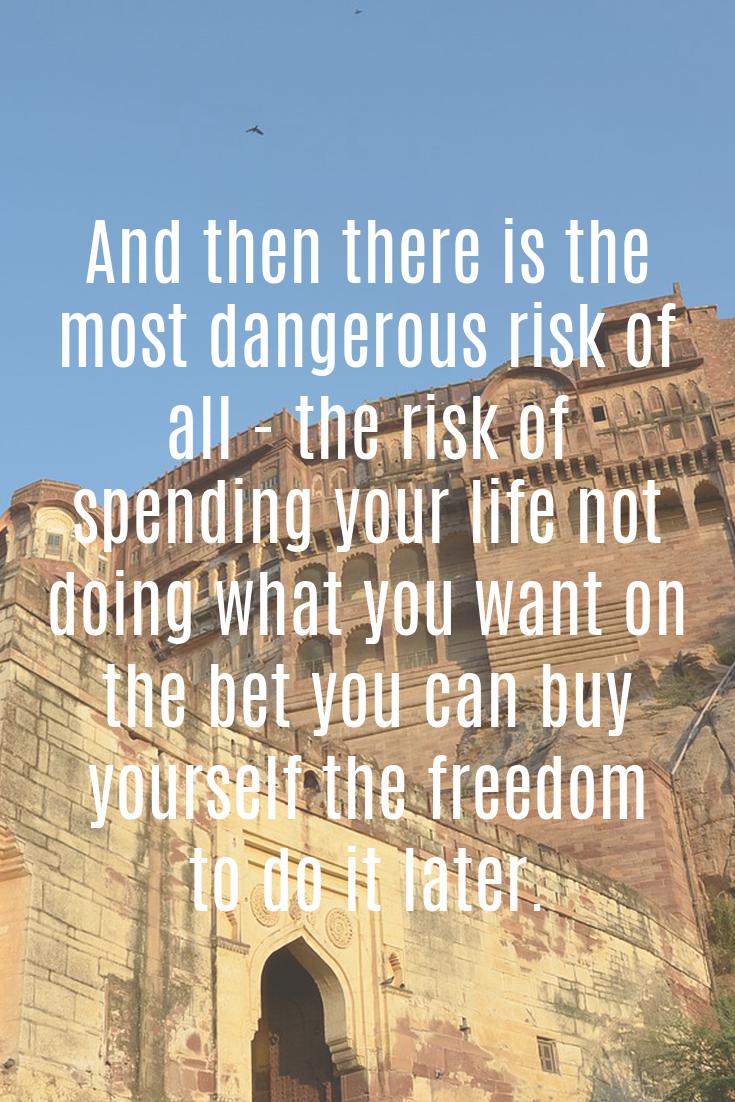 And then there is the
most dangerous risk of
all - the risk of
spending your life not
doing what you want on
the bet you can buy
yourself the freedom
to do it later.